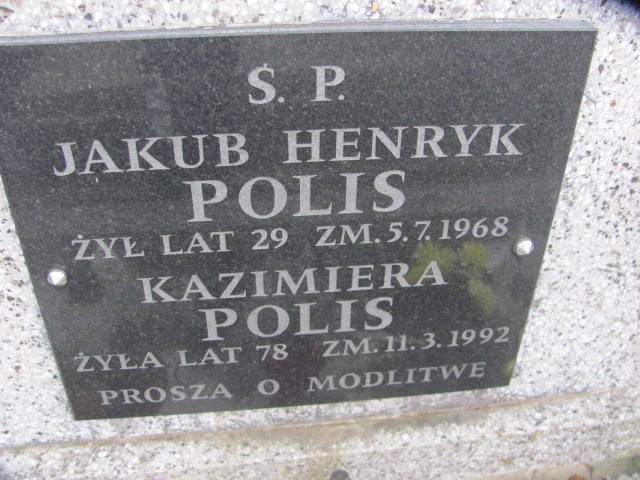 Ś. P.
JAKUB HENRYK
POLIS
ŻYŁ LAT 29 ZM. 5.7.1968
KAZIMIERA
POLIS
ŻYŁA LAT 78 ZM. 11.3.1992
PROSZĄ O MODLITWE